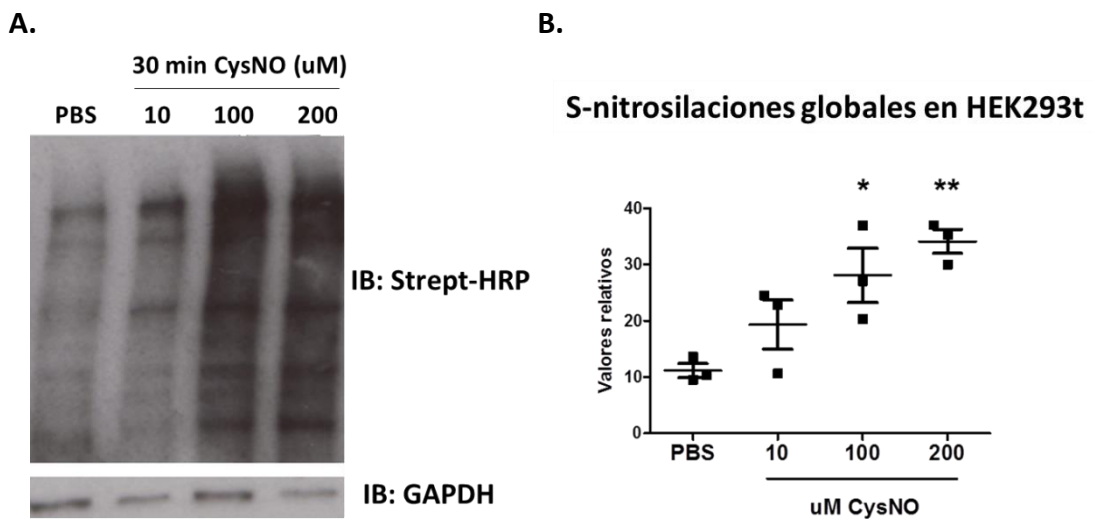 A.
30 min CysNO (uM)
PBS 10 100 200
IB: Strept-HRP
IB: GAPDH
B.
S-nitrosilaciones globales en HEK293t
* **
Valores relativos
40
30
20
10
0
PBS 10 100 200
uM CysNO